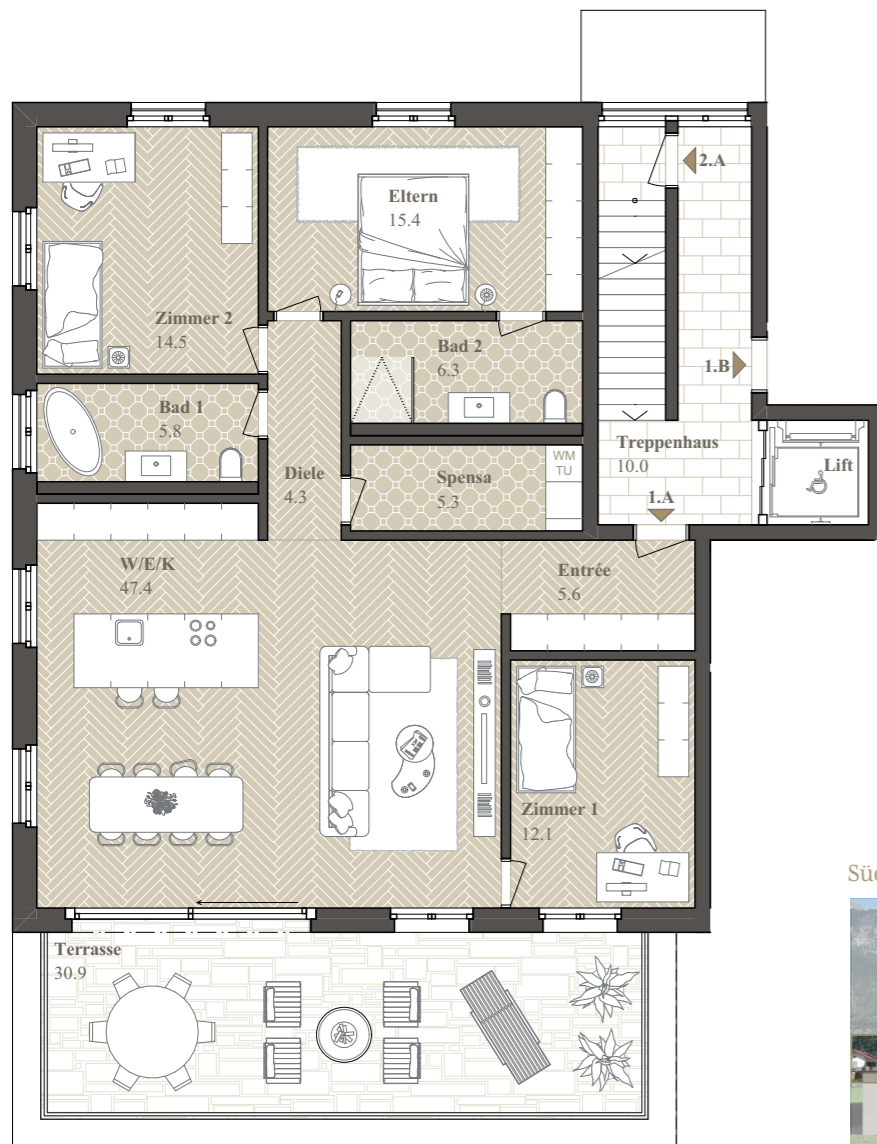 2.A
Eltern
15.4
Zimmer 2
14.5
Bad 2
6.3
1.B
Bad 1
5.8
Treppenhaus
10.0
Lift
WM
TU
Diele
4.3
Spensa
5.3
1.A
W/E/K
47.4
Entrée
5.6
Zimmer 1
12.1
Terrasse
30.9